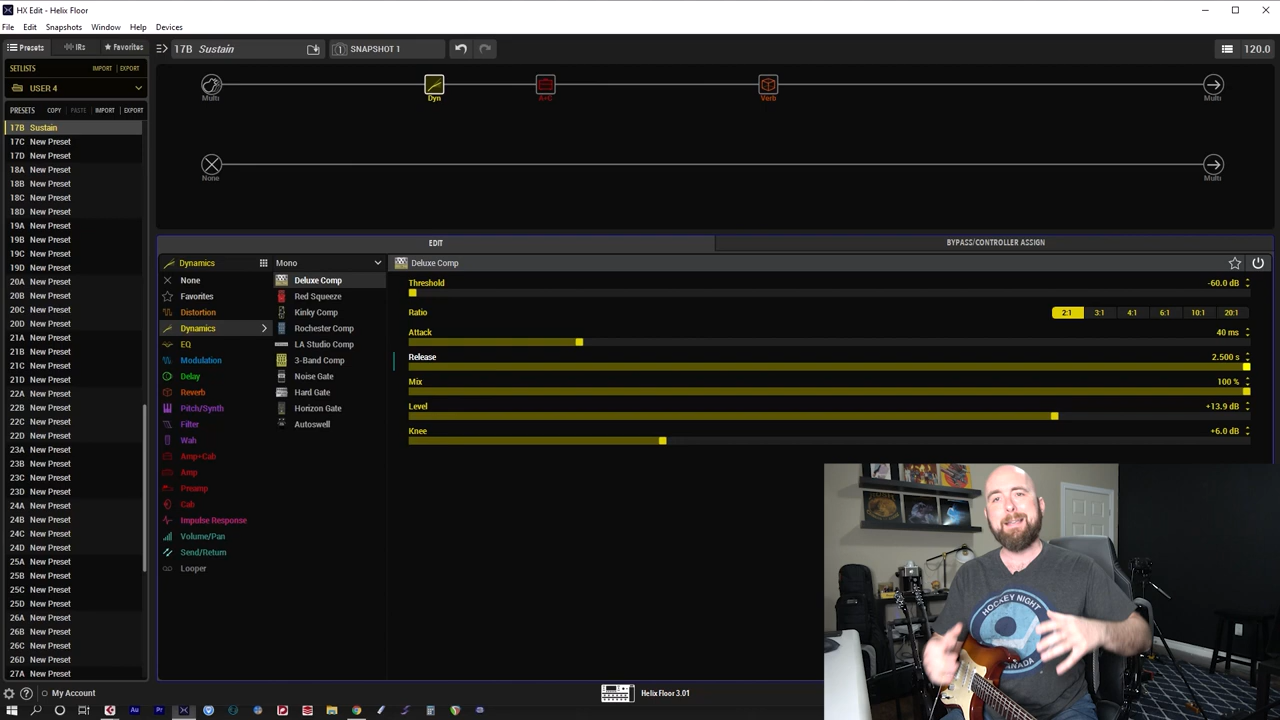 HX Edit - Helix Floor
File Edit Snapshots Window Help Devices
Presets IRs Favorites
17B Sustain
SNAPSHOT 1
120.0
SETLISTS IMPORT EXPORT
USER 4
PRESETS COPY PASTE IMPORT EXPORT
17B Sustain
17C New Preset
17D New Preset
18A New Preset
18B New Preset
18C New Preset
18D New Preset
19A New Preset
19B New Preset
19C New Preset
19D New Preset
20A New Preset
20B New Preset
20C New Preset
20D New Preset
21A New Preset
21B New Preset
21C New Preset
21D New Preset
22A New Preset
22B New Preset
22C New Preset
22D New Preset
23A New Preset
23B New Preset
23C New Preset
23D New Preset
24A New Preset
24B New Preset
24C New Preset
24D New Preset
25A New Preset
25B New Preset
25C New Preset
25D New Preset
26A New Preset
26B New Preset
26C New Preset
26D New Preset
27A New Preset
Multi Dyn A+C Verb Multi
None Multi
EDIT BYPASS/CONTROLLER ASSIGN
Dynamics
None
Favorites
Distortion
Dynamics
EQ
Modulation
Delay
Reverb
Pitch/Synth
Filter
Wah
Amp+Cab
Amp
Preamp
Cab
Impulse Response
Volume/Pan
Send/Return
Looper
Mono
Deluxe Comp
Red Squeeze
Kinky Comp
Rochester Comp
LA Studio Comp
3-Band Comp
Noise Gate
Hard Gate
Horizon Gate
Autoswell
Deluxe Comp
Threshold -60.0 dB
Ratio 2:1 3:1 4:1 6:1 10:1 20:1
Attack 40 ms
Release 2.500 s
Mix 100 %
Level +13.9 dB
Knee +6.0 dB
HOCKEY NIGHT
CANADA
My Account
Helix Floor 3.01